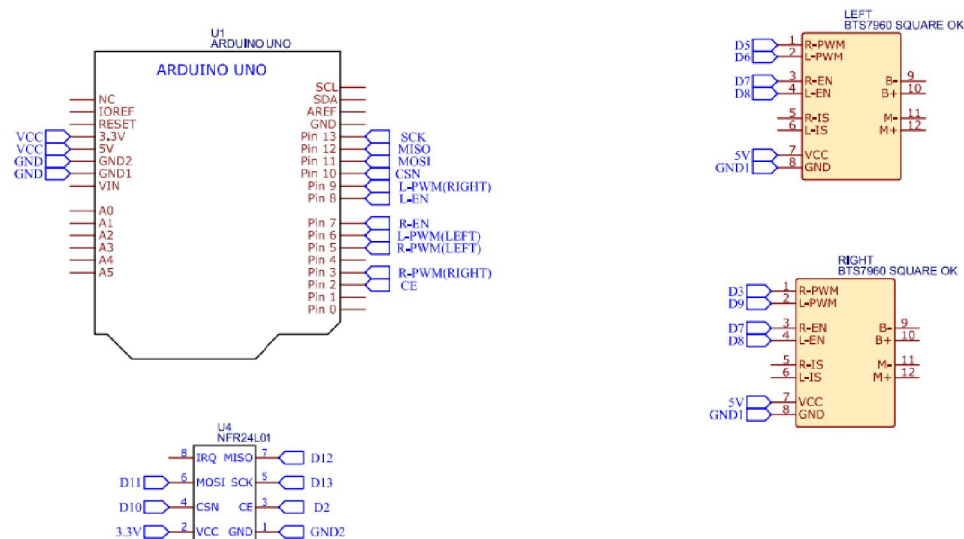 U1
ARDUINO UNO
ARDUINO UNO
NC
IOREF
RESET
VCC 3.3V
VCC 5V
GND GND2
GND GND1
VIN
A0
A1
A2
A3
A4
A5
SCL
SDA
AREF
GND
Pin 13 SCK
Pin 12 MISO
Pin 11 MOSI
Pin 10 CSN
Pin 9 L-PWM(RIGHT)
Pin 8 L-EN
Pin 7 R-EN
Pin 6 L-PWM(LEFT)
Pin 5 R-PWM(LEFT)
Pin 4
Pin 3 R-PWM(RIGHT)
Pin 2 CE
Pin 1
Pin 0
LEFT
BTS7960 SQUARE OK
D5 1 R-PWM
D6 2 L-PWM
D7 3 R-EN B- 9
D8 4 L-EN B+ 10
5 R-IS M- 11
6 L-IS M+ 12
5V 7 VCC
GND1 8 GND
RIGHT
BTS7960 SQUARE OK
D3 1 R-PWM
D9 2 L-PWM
D7 3 R-EN B- 9
D8 4 L-EN B+ 10
5 R-IS M- 11
6 L-IS M+ 12
5V 7 VCC
GND1 8 GND
U4
NFR24L01
8 IRQ MISO 7 D12
D11 6 MOSI SCK 5 D13
D10 4 CSN CE 3 D2
3.3V 2 VCC GND 1 GND2